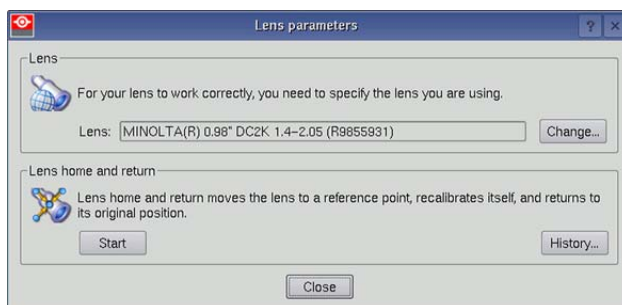 Lens parameters
Lens
For your lens to work correctly, you need to specify the lens you are using.
Lens: MINOLTA(R) 0.98" DC2K 1.4-2.05 (R9855931) Change...
Lens home and return
Lens home and return moves the lens to a reference point, recalibrates itself, and returns to
its original position.
Start History...
Close